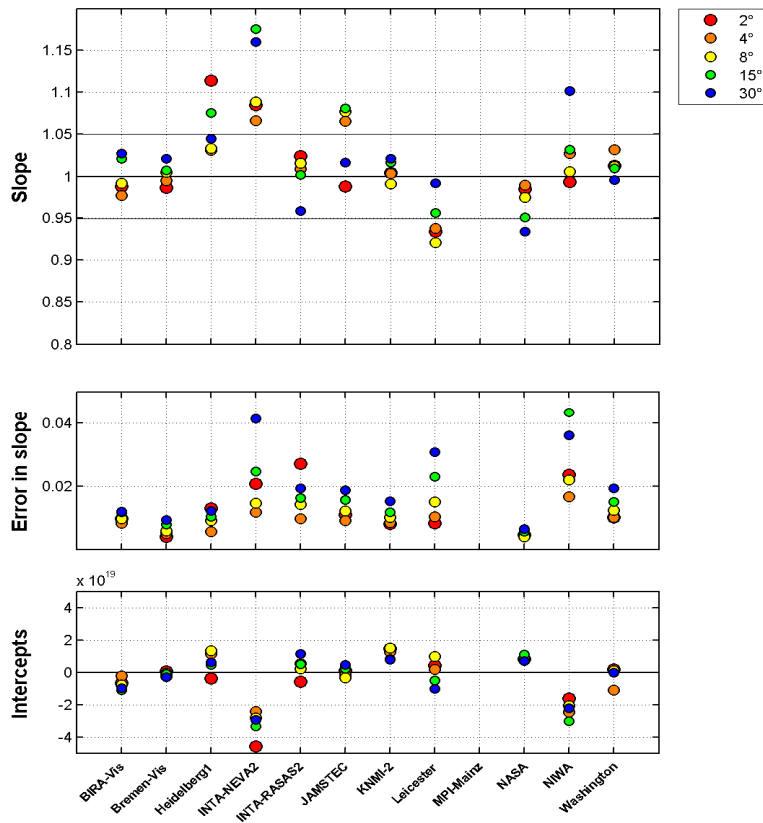 2°
4°
8°
15°
30°
Slope
1.15
1.1
1.05
1
0.95
0.9
0.85
0.8
Error in slope
0.04
0.02
x 10^19
Intercepts
4
2
0
-2
-4
BIRA-Vis
Bremen-Vis
Heidelberg1
INTA-NEVA2
INTA-RASAS2
JAMSTEC
KNMI-2
Leicester
MPI-Mainz
NASA
NIWA
Washington